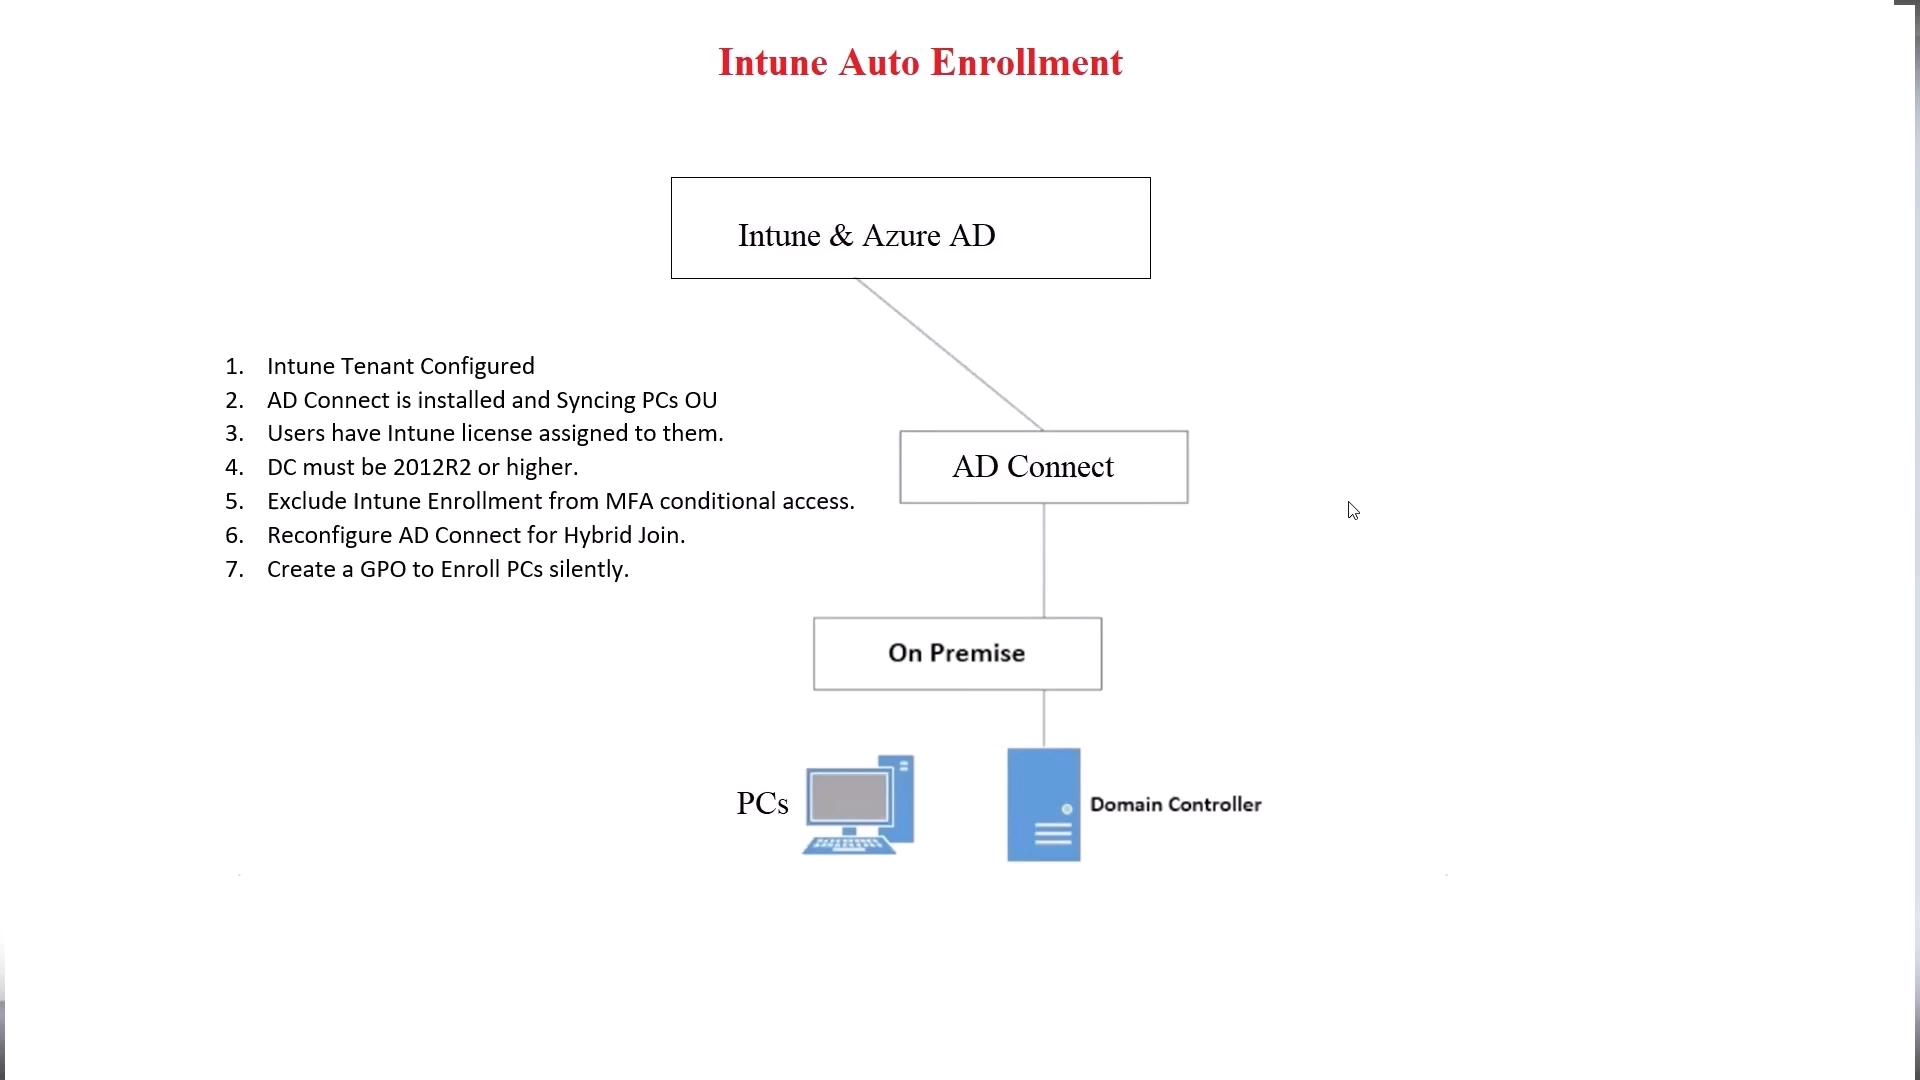 Intune Auto Enrollment
Intune & Azure AD
1. Intune Tenant Configured
2. AD Connect is installed and Syncing PCs OU
3. Users have Intune license assigned to them.
4. DC must be 2012R2 or higher.
5. Exclude Intune Enrollment from MFA conditional access.
6. Reconfigure AD Connect for Hybrid Join.
7. Create a GPO to Enroll PCs silently.
AD Connect
On Premise
PCs
Domain Controller